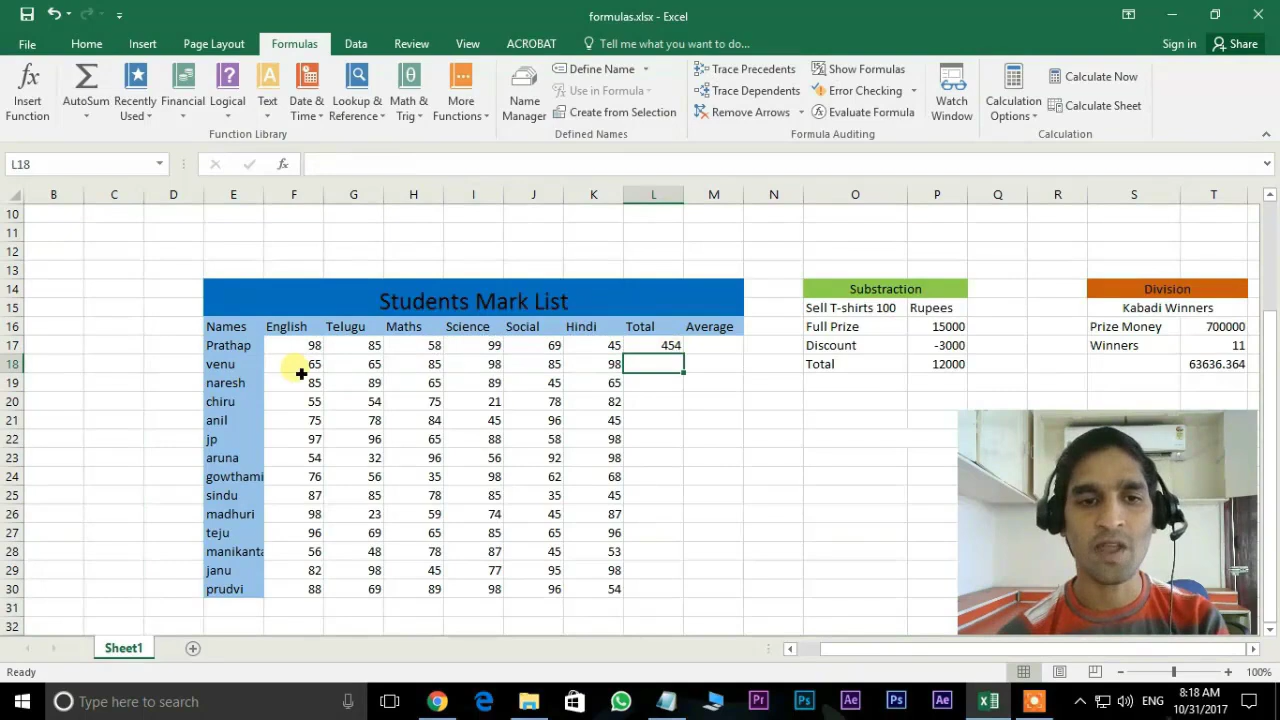 formulas.xlsx - Excel
File Home Insert Page Layout Formulas Data Review View ACROBAT Tell me what you want to do... Sign in Share
Insert Function
AutoSum
Recently Used
Financial
Logical
Text
Date & Time
Lookup & Reference
Math & Trig
More Functions
Function Library
Name Manager
Define Name
Use in Formula
Create from Selection
Defined Names
Trace Precedents
Trace Dependents
Remove Arrows
Show Formulas
Error Checking
Evaluate Formula
Formula Auditing
Watch Window
Calculation Options
Calculate Now
Calculate Sheet
Calculation
L18 fx
B C D E F G H I J K L M N O P Q R S T
10
11
12
13
14 Students Mark List Substraction Division
15 Sell T-shirts 100 Rupees Kabadi Winners
16 Names English Telugu Maths Science Social Hindi Total Average Full Prize 15000 Prize Money 700000
17 Prathap 98 85 58 99 69 45 454 Discount -3000 Winners 11
18 venu 65 65 85 98 85 98 Total 12000 63636.364
19 naresh 85 89 65 89 45 65
20 chiru 55 54 75 21 78 82
21 anil 75 78 84 45 96 45
22 jp 97 96 65 88 58 98
23 aruna 54 32 96 56 92 98
24 gowthami 76 56 35 98 62 68
25 sindu 87 85 78 85 35 45
26 madhuri 98 23 59 74 45 87
27 teju 96 69 65 85 65 96
28 manikanta 56 48 78 87 45 53
29 janu 82 98 45 77 95 98
30 prudvi 88 69 89 98 96 54
31
32
Sheet1
Ready 100%
Type here to search Pr Ps Ae Ps Ae ENG 8:18 AM
10/31/2017